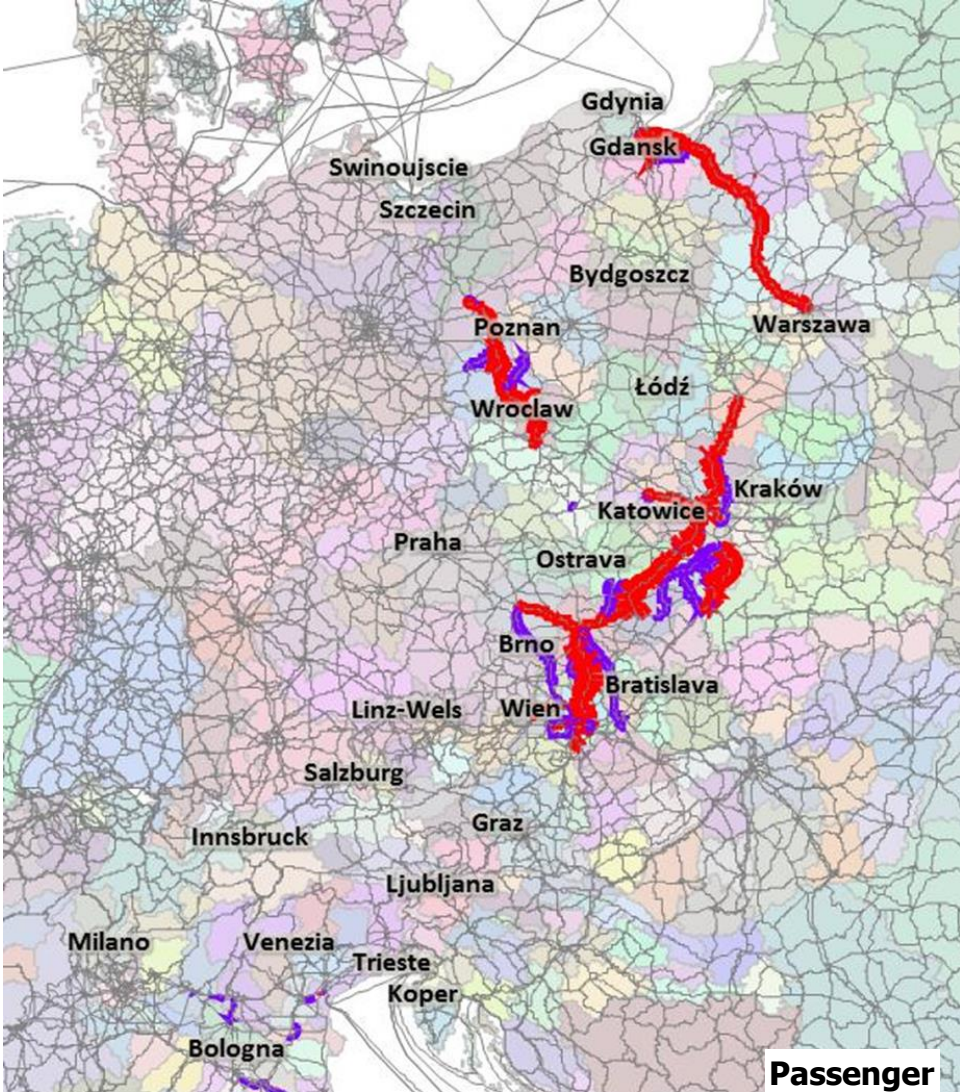 Gdynia
Gdansk
Swinoujscie
Szczecin
Bydgoszcz
Poznan
Warszawa
Łódź
Wroclaw
Kraków
Katowice
Praha
Ostrava
Brno
Bratislava
Linz-Wels
Wien
Salzburg
Graz
Innsbruck
Ljubljana
Milano
Venezia
Trieste
Koper
Bologna
Passenger